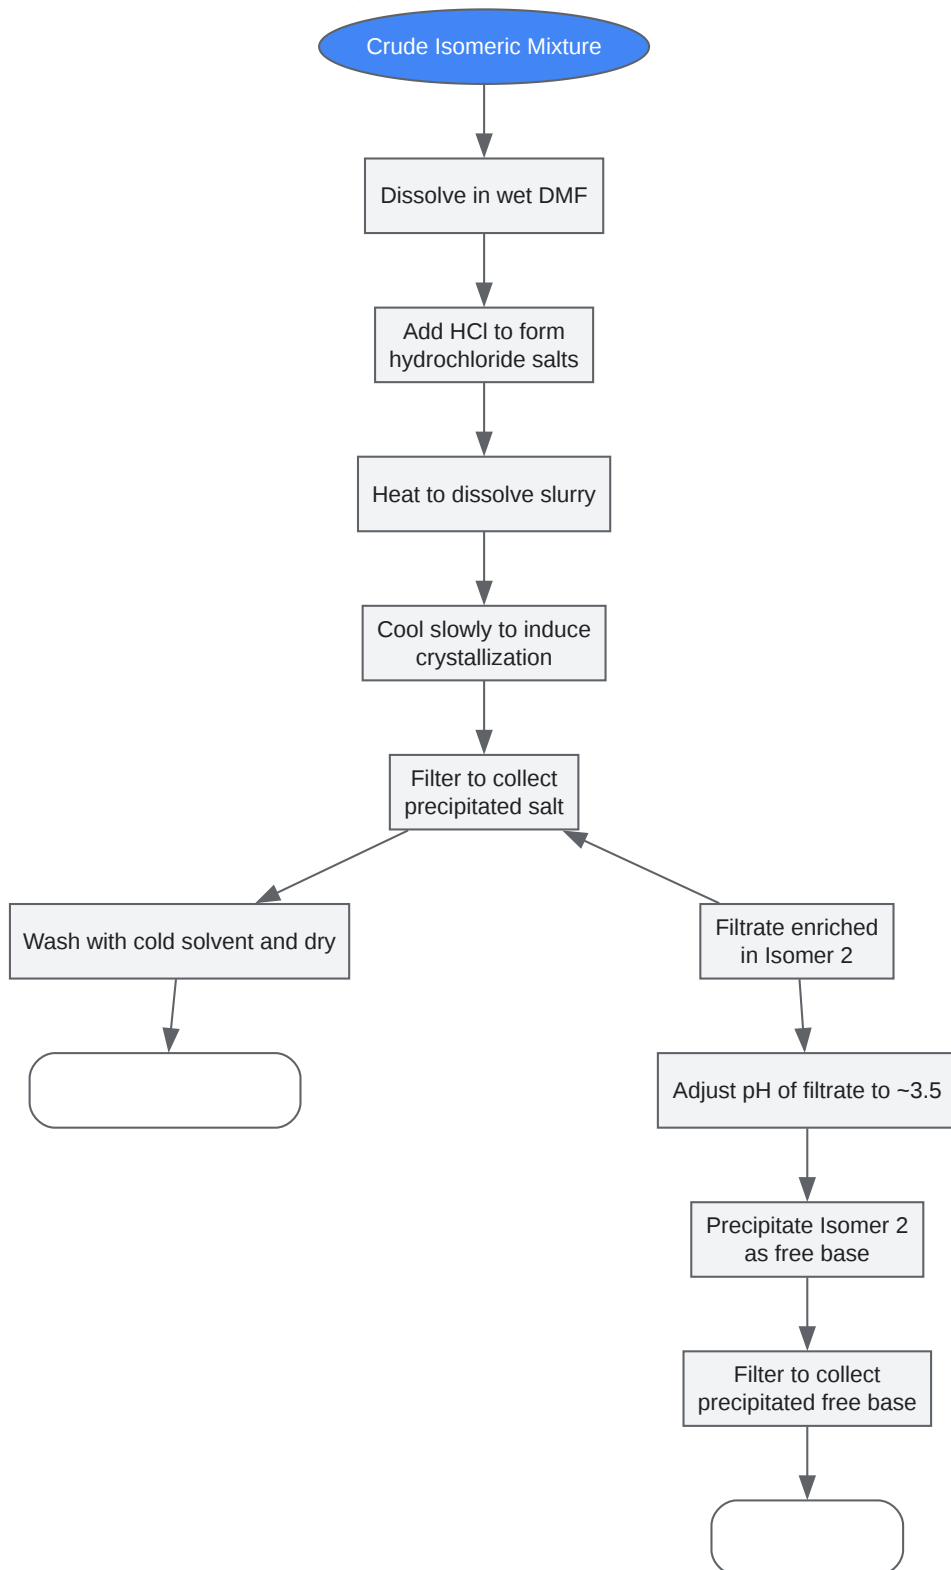 Crude Isomeric Mixture
Dissolve in wet DMF
Add HCl to form
hydrochloride salts
Heat to dissolve slurry
Cool slowly to induce
crystallization
Filter to collect
precipitated salt
Wash with cold solvent and dry
Filtrate enriched
in Isomer 2
Adjust pH of filtrate to ~3.5
Precipitate Isomer 2
as free base
Filter to collect
precipitated free base